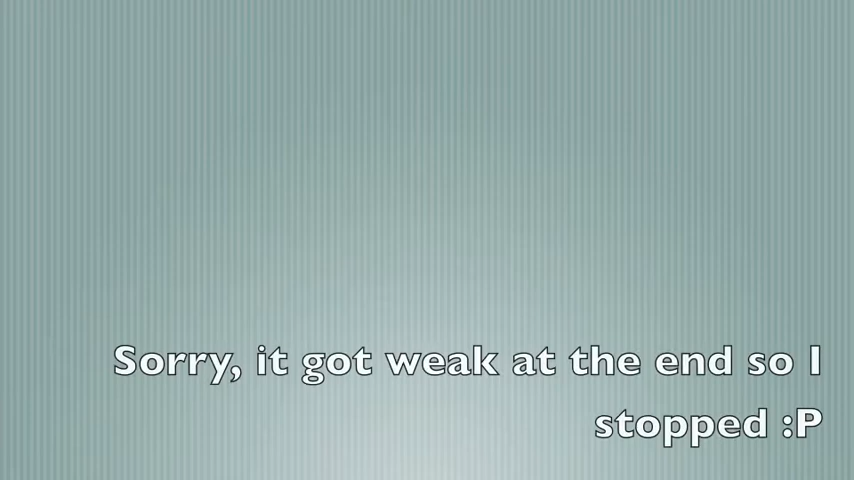 Sorry, it got weak at the end so I
stopped :P